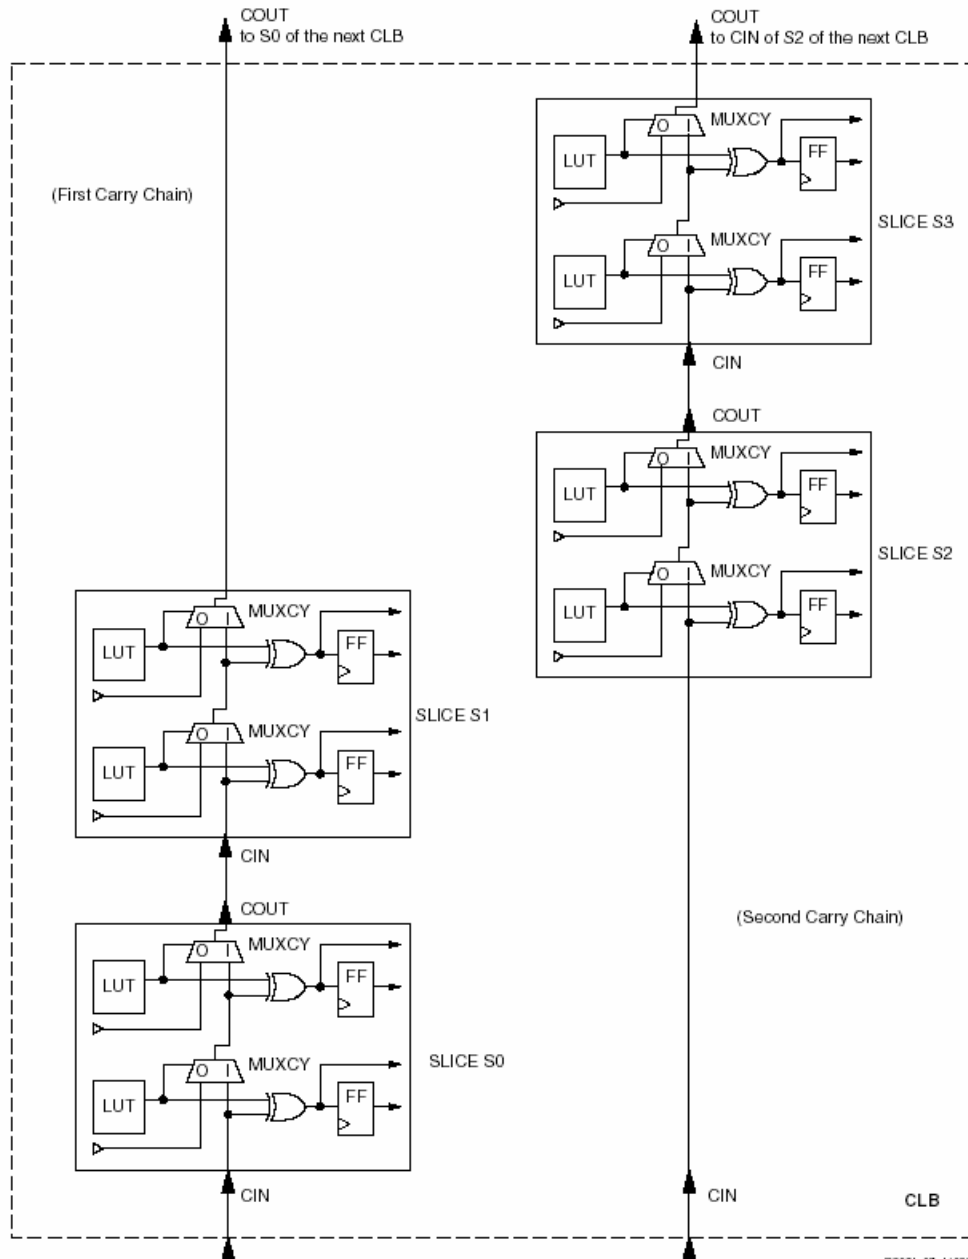 COUT
to S0 of the next CLB
COUT
to CIN of S2 of the next CLB
(First Carry Chain)
O I MUXCY
LUT
FF
SLICE S3
O I MUXCY
LUT
FF
CIN
COUT
O I MUXCY
LUT
FF
SLICE S2
O I MUXCY
LUT
FF
O I MUXCY
LUT
FF
SLICE S1
O I MUXCY
LUT
FF
CIN
COUT
(Second Carry Chain)
O I MUXCY
LUT
FF
SLICE S0
O I MUXCY
LUT
FF
CIN
CIN
CLB